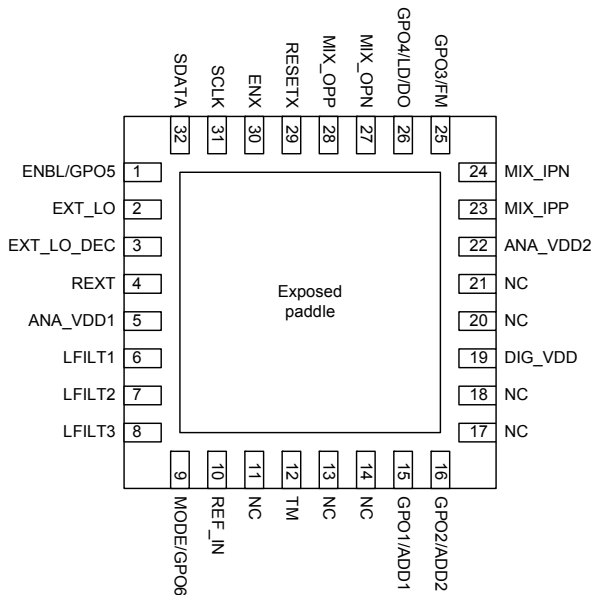 SDATA
SCLK
ENX
RESETX
MIX_OPP
MIX_OPN
GPO4/LD/DO
GPO3/FM
32
31
30
29
28
27
26
25
ENBL/GPO5 1
EXT_LO 2
EXT_LO_DEC 3
REXT 4
ANA_VDD1 5
LFILT1 6
LFILT2 7
LFILT3 8
Exposed
paddle
24 MIX_IPN
23 MIX_IPP
22 ANA_VDD2
21 NC
20 NC
19 DIG_VDD
18 NC
17 NC
9
10
11
12
13
14
15
16
MODE/GPO6
REF_IN
NC
TM
NC
NC
GPO1/ADD1
GPO2/ADD2